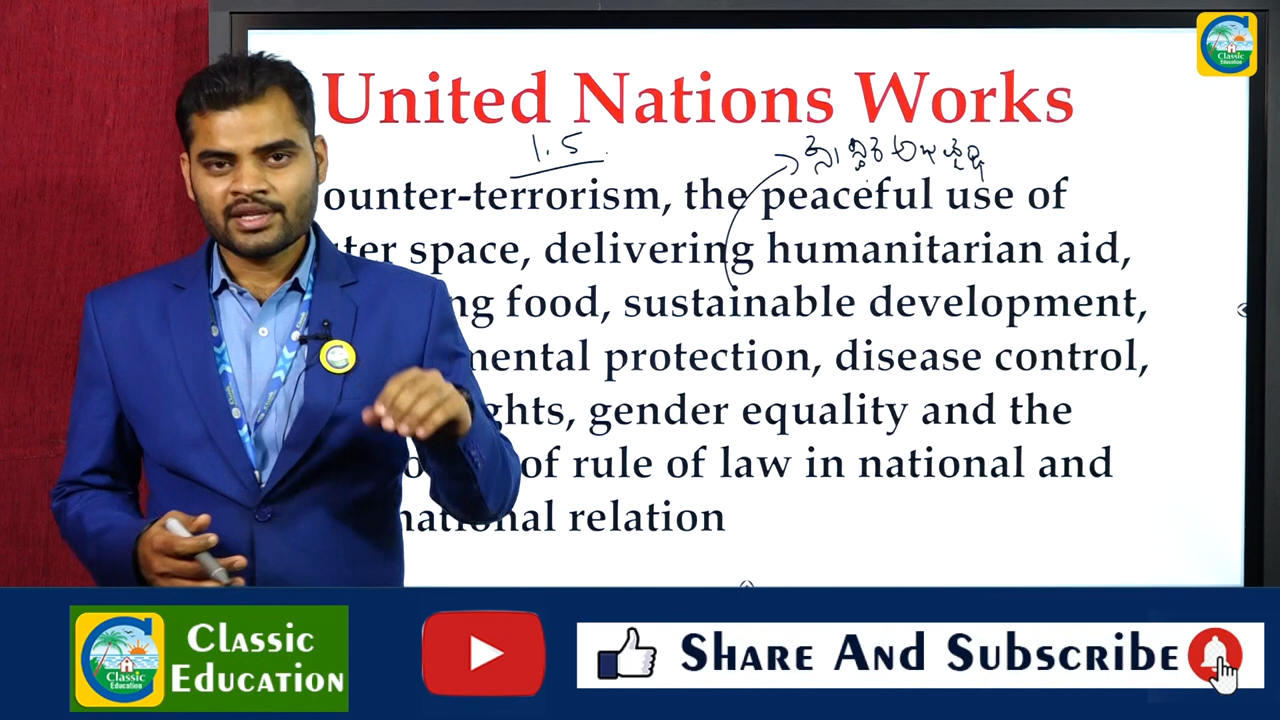 United Nations Works
1.5
ounter-terrorism, the peaceful use of
ter space, delivering humanitarian aid,
ng food, sustainable development,
mental protection, disease control,
ghts, gender equality and the
of rule of law in national and
national relation
Classic
Education
Classic
Education
Classic
Education
SHARE AND SUBSCRIBE